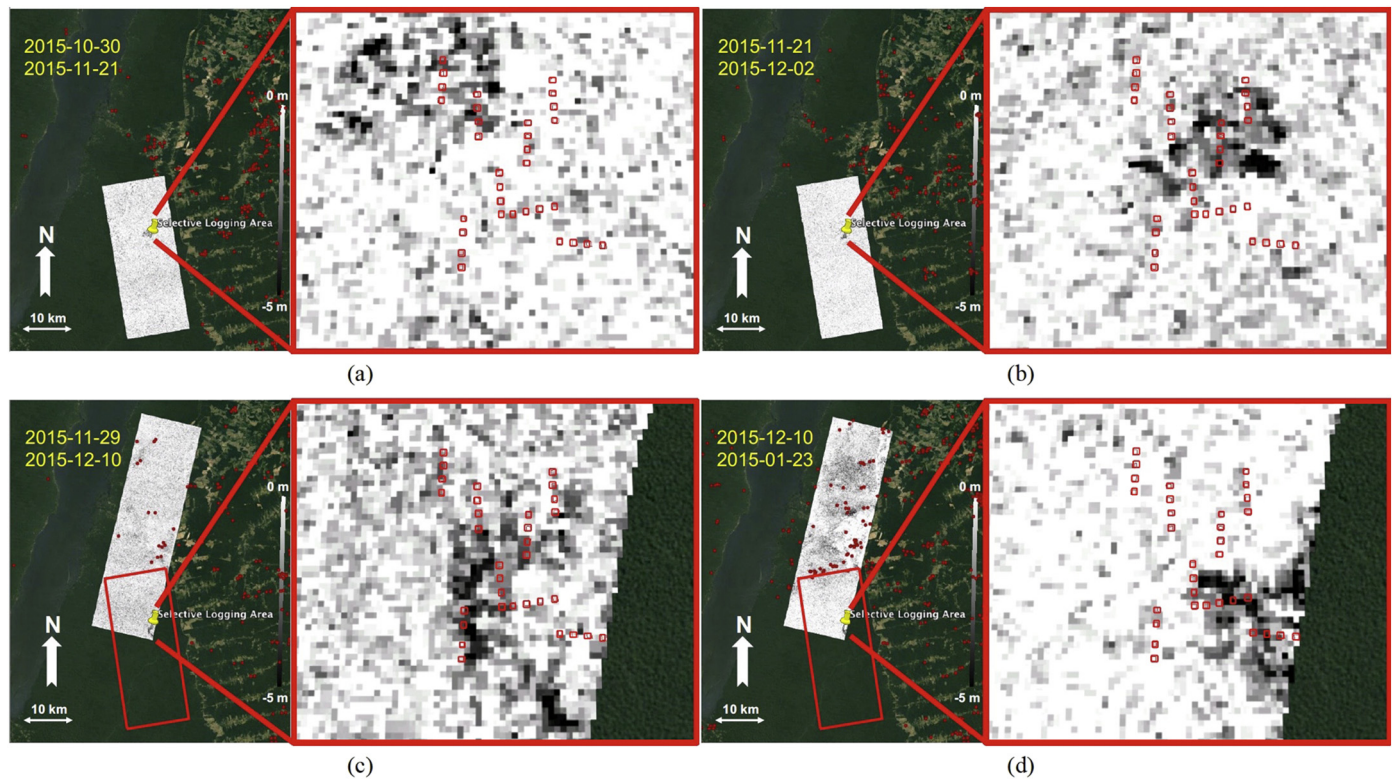 2015-10-30
2015-11-21
0 m
Selective Logging Area
N
10 km
-5 m
(a)
2015-11-21
2015-12-02
0 m
Selective Logging Area
N
10 km
-5 m
(b)
2015-11-29
2015-12-10
0 m
Selective Logging Area
N
10 km
-5 m
(c)
2015-12-10
2015-01-23
0 m
Selective Logging Area
N
10 km
-5 m
(d)